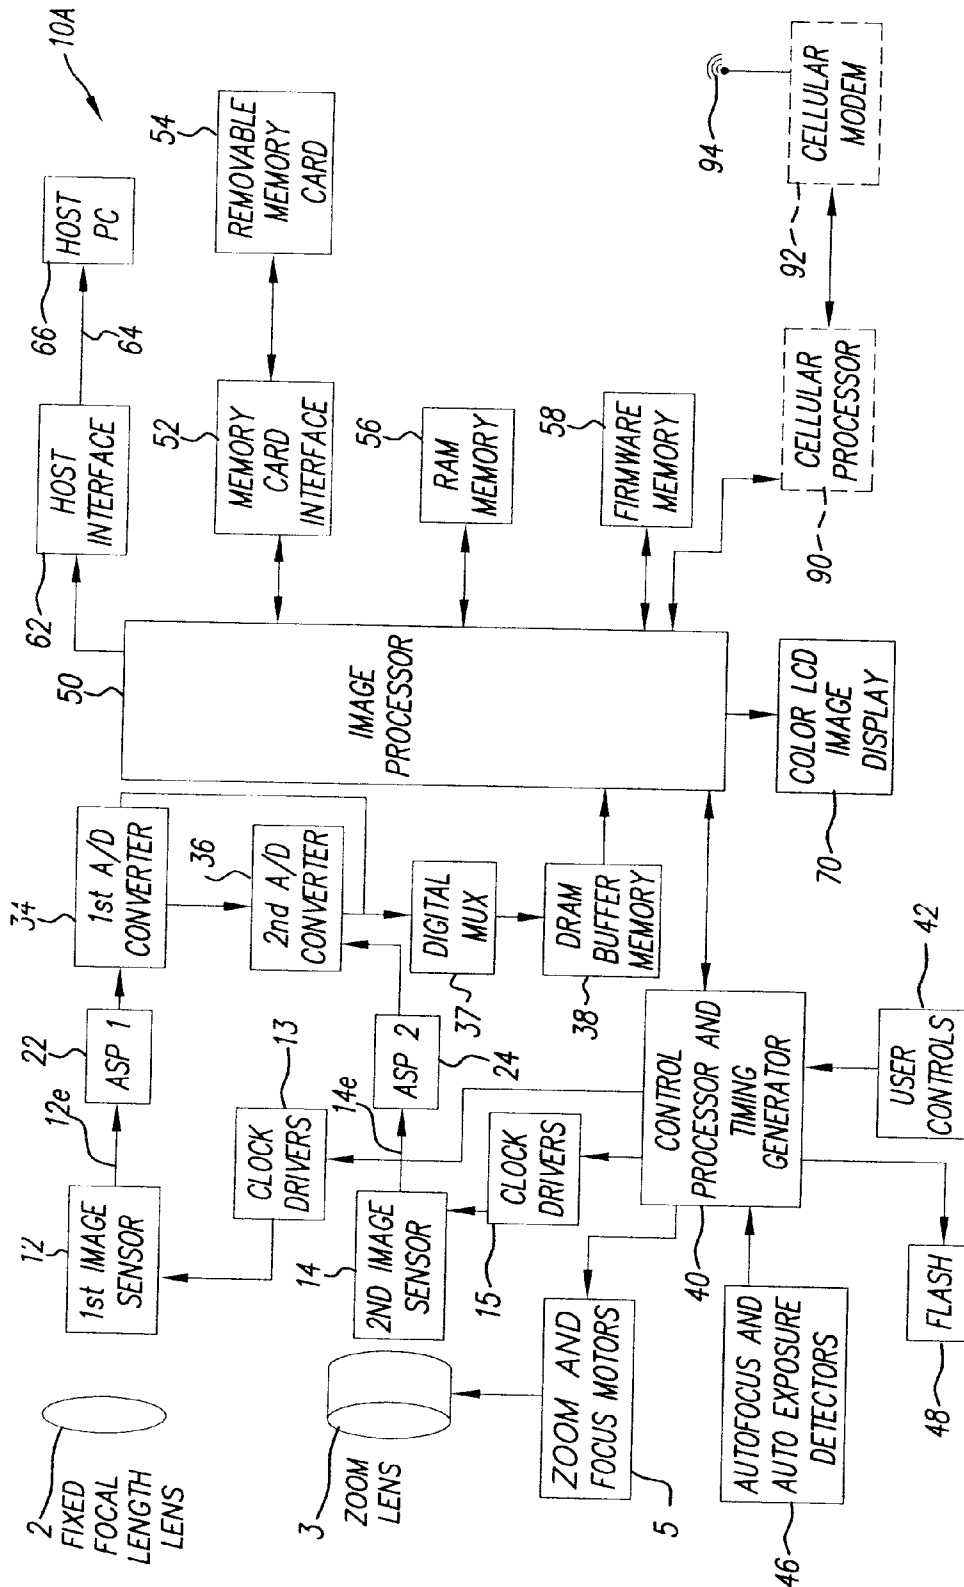 10A
2
FIXED
FOCAL
LENGTH
LENS
12
1st IMAGE
SENSOR
12e
22
ASP 1
34
1st A/D
CONVERTER
50
IMAGE
PROCESSOR
62
HOST
INTERFACE
64
66
HOST
PC
13
CLOCK
DRIVERS
36
2nd A/D
CONVERTER
52
MEMORY
CARD
INTERFACE
54
REMOVABLE
MEMORY
CARD
3
ZOOM
LENS
14
2ND IMAGE
SENSOR
14e
ASP 2
24
DIGITAL
MUX
37
56
RAM
MEMORY
15
CLOCK
DRIVERS
DRAM
BUFFER
MEMORY
38
58
FIRMWARE
MEMORY
ZOOM AND
FOCUS MOTORS
5
CONTROL
PROCESSOR AND
TIMING
GENERATOR
40
AUTOFOCUS AND
AUTO EXPOSURE
DETECTORS
46
FLASH
48
USER
CONTROLS
42
COLOR LCD
IMAGE
DISPLAY
70
CELLULAR
PROCESSOR
90
CELLULAR
MODEM
92
94